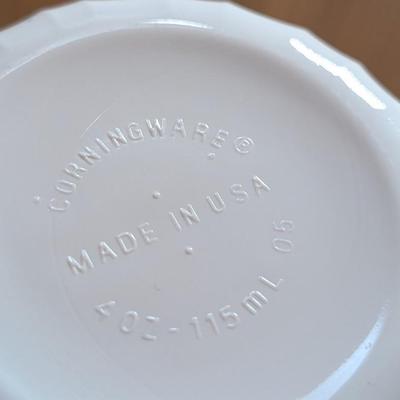 CORNINGWARE®
MADE IN USA
4 OZ - 115 mL 05